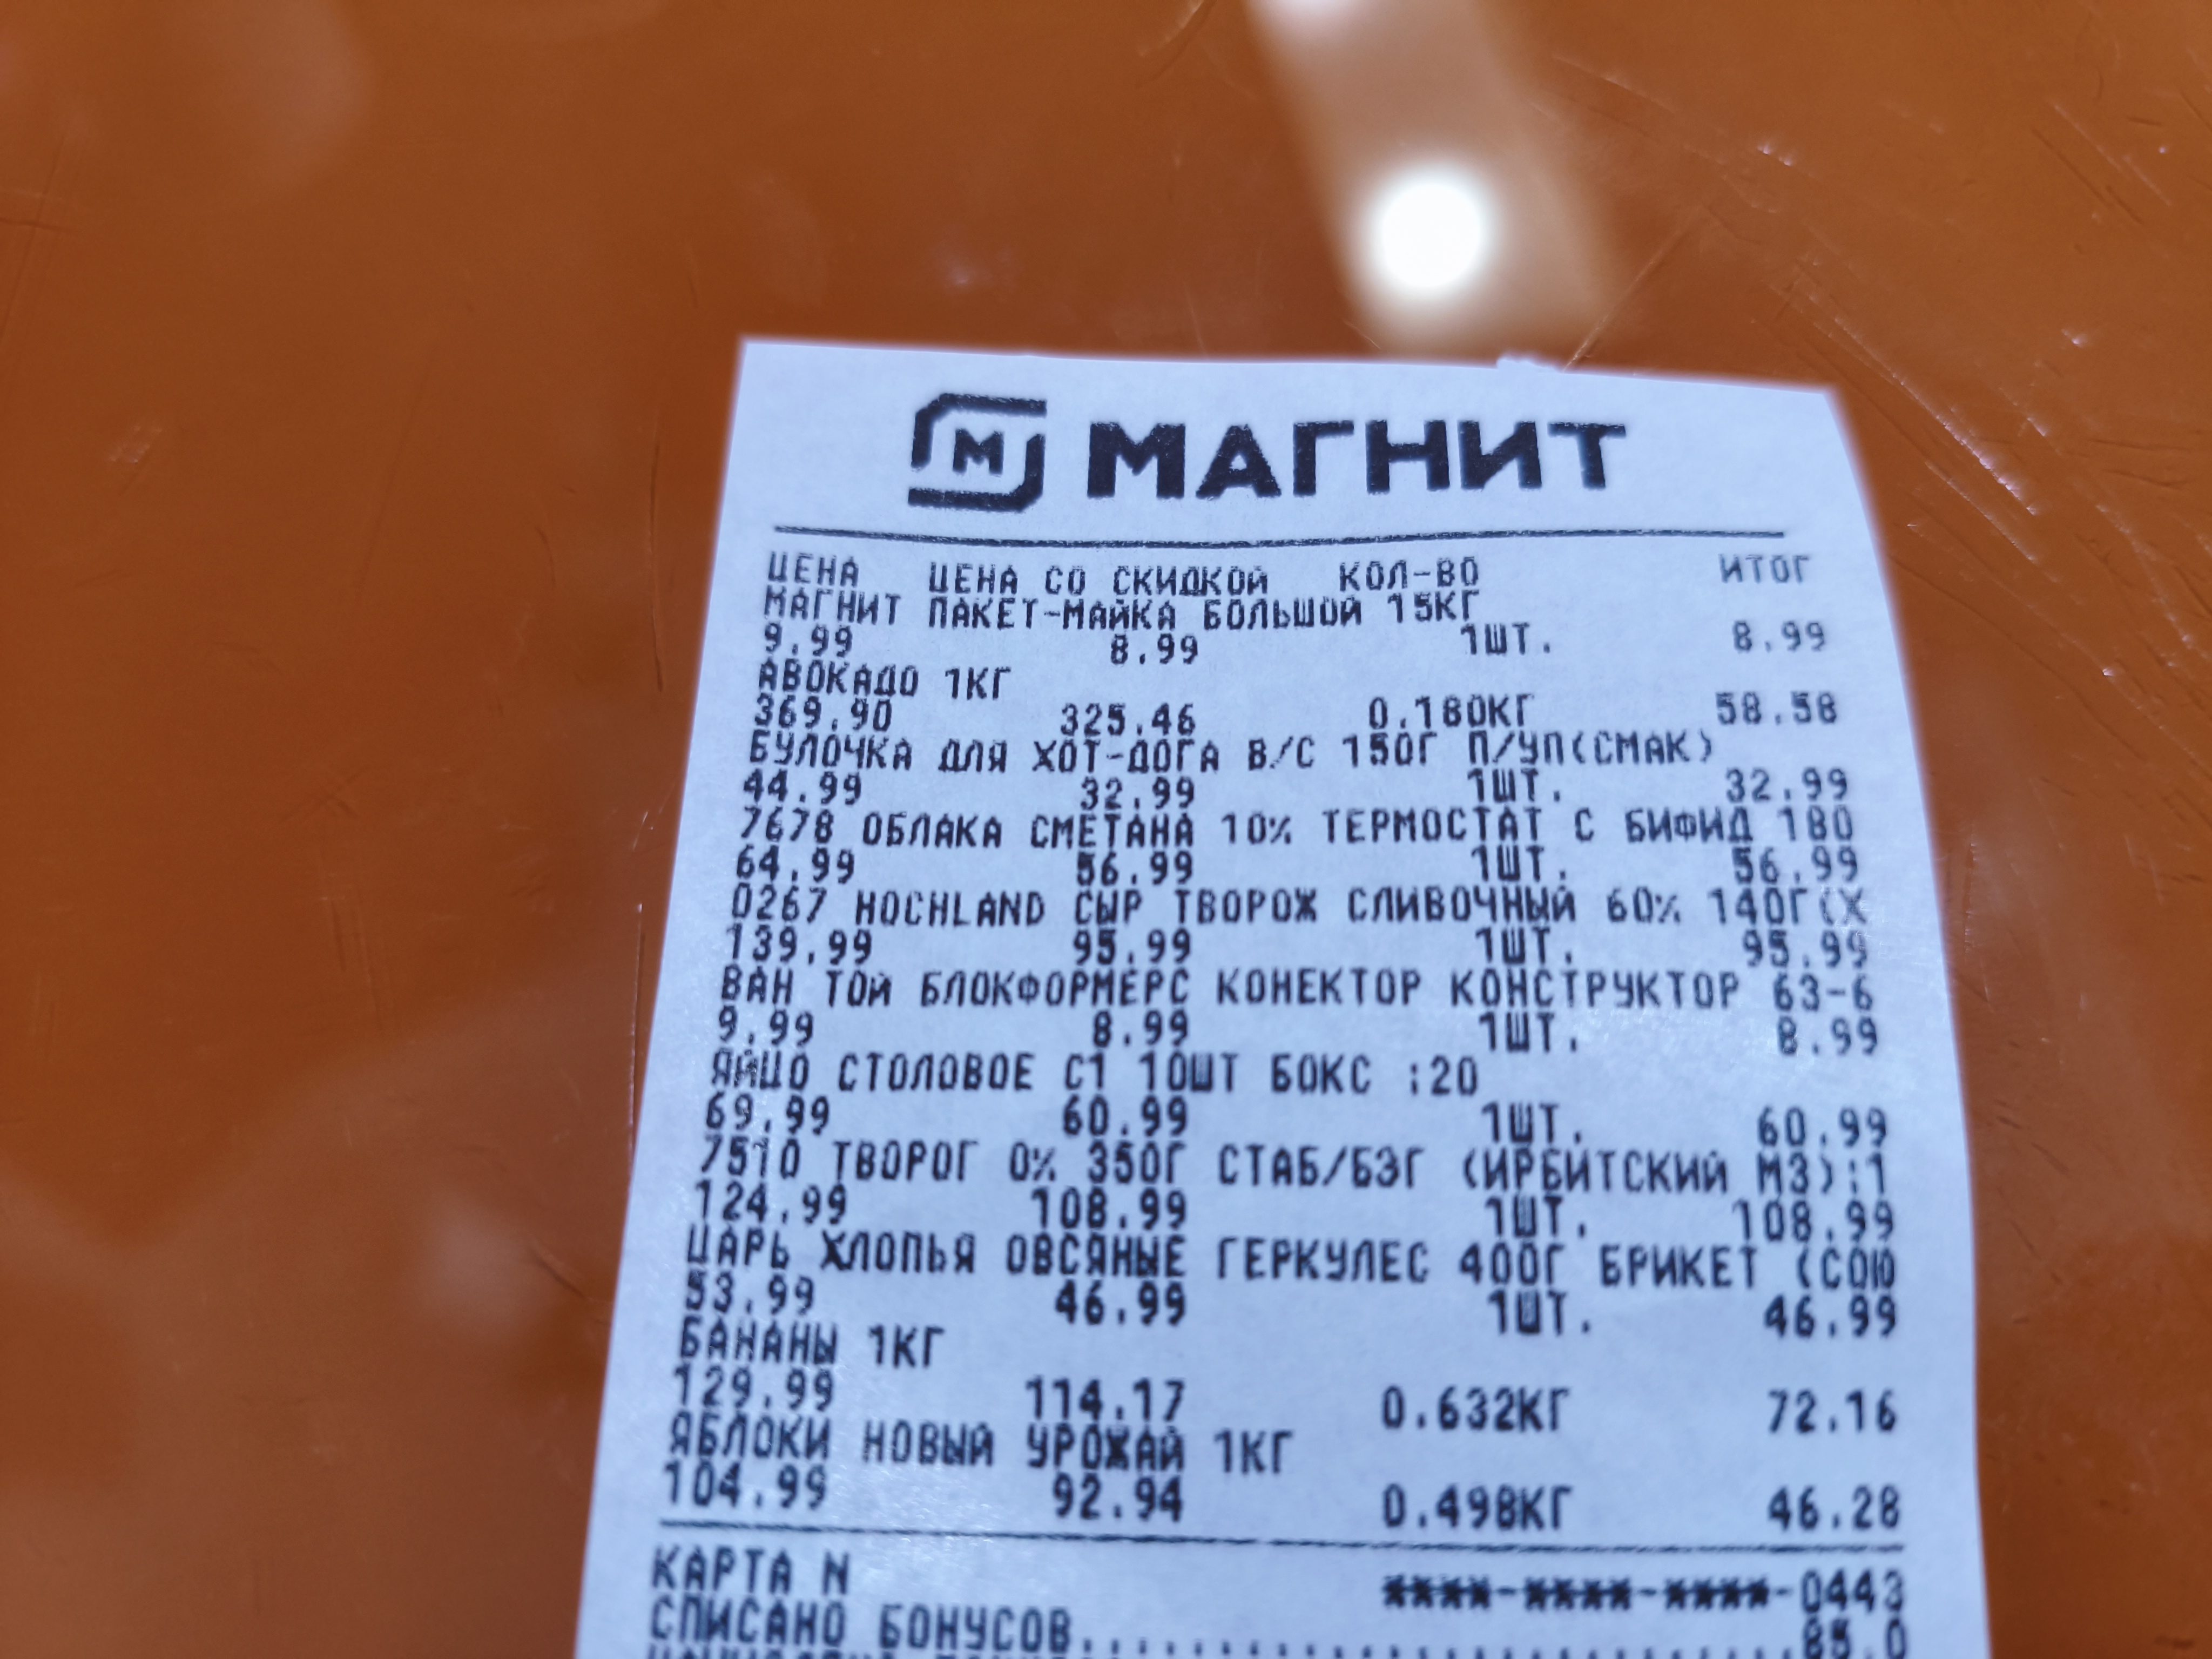 М МАГНИТ
ЦЕНА ЦЕНА СО СКИДКОЙ КОЛ-ВО ИТОГ
МАГНИТ ПАКЕТ-МАЙКА БОЛЬШОЙ 15КГ
9.99 8.99 1ШТ. 8.99
АВОКАДО 1КГ
369.90 325.46 0.180КГ 58.58
БУЛОЧКА ДЛЯ ХОТ-ДОГА В/С 150Г П/УП(СМАК)
44.99 32.99 1ШТ. 32.99
7678 ОБЛАКА СМЕТАНА 10% ТЕРМОСТАТ С БИФИД 180
64.99 56.99 1ШТ. 56.99
0267 HOCHLAND СЫР ТВОРОЖ СЛИВОЧНЫЙ 60% 140Г(Х
139.99 95.99 1ШТ. 95.99
ВАН ТОЙ БЛОКФОРМЕРС КОНЕКТОР КОНСТРУКТОР 63-6
9.99 8.99 1ШТ. 8.99
ЯЙЦО СТОЛОВОЕ С1 10ШТ БОКС :20
69.99 60.99 1ШТ. 60.99
7510 ТВОРОГ 0% 350Г СТАБ/БЗГ (ИРБИТСКИЙ МЗ):1
124.99 108.99 1ШТ. 108.99
ЦАРЬ ХЛОПЬЯ ОВСЯНЫЕ ГЕРКУЛЕС 400Г БРИКЕТ (СОЮ
53.99 46.99 1ШТ. 46.99
БАНАНЫ 1КГ
129.99 114.17 0.632КГ 72.16
ЯБЛОКИ НОВЫЙ УРОЖАЙ 1КГ
104.99 92.94 0.498КГ 46.28
КАРТА N ****-****-****-0443
СПИСАНО БОНУСОВ.......................85.0